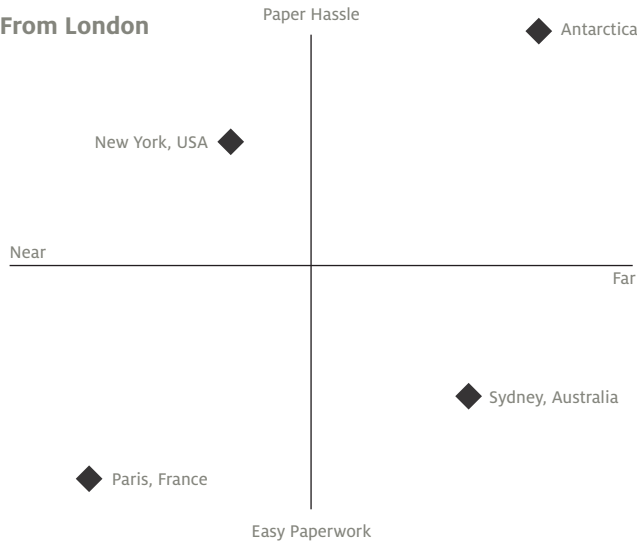 From London
Paper Hassle
Antarctica
New York, USA
Near
Far
Sydney, Australia
Paris, France
Easy Paperwork